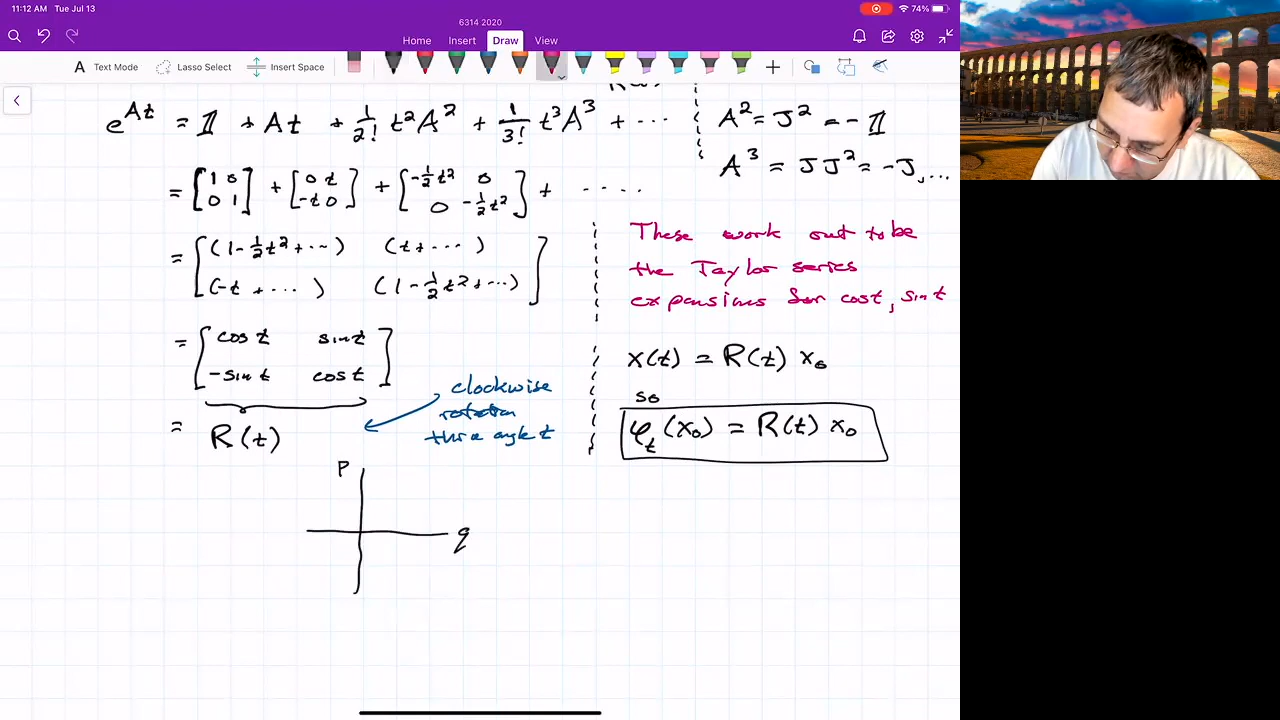 11:12 AM Tue Jul 13
6314 2020
74%
Home Insert Draw View
Text Mode Lasso Select Insert Space
e^{At} = 𝟙 + At + 1/2! t²A² + 1/3! t³A³ + ⋯
A² = J² = -𝟙
A³ = JJ² = -J, ...
= [1 0; 0 1] + [0 t; -t 0] + [-½t² 0; 0 -½t²] + ....
= [(1-½t²+⋯) (t+⋯); (-t+⋯) (1-½t²+⋯)]
These work out to be
the Taylor series
expansions for cos t, sin t
= [cos t sin t; -sin t cos t]
= R(t)
clockwise
rotation
thru angle t
x(t) = R(t) x₀
so
φ_t(x₀) = R(t) x₀
P
q